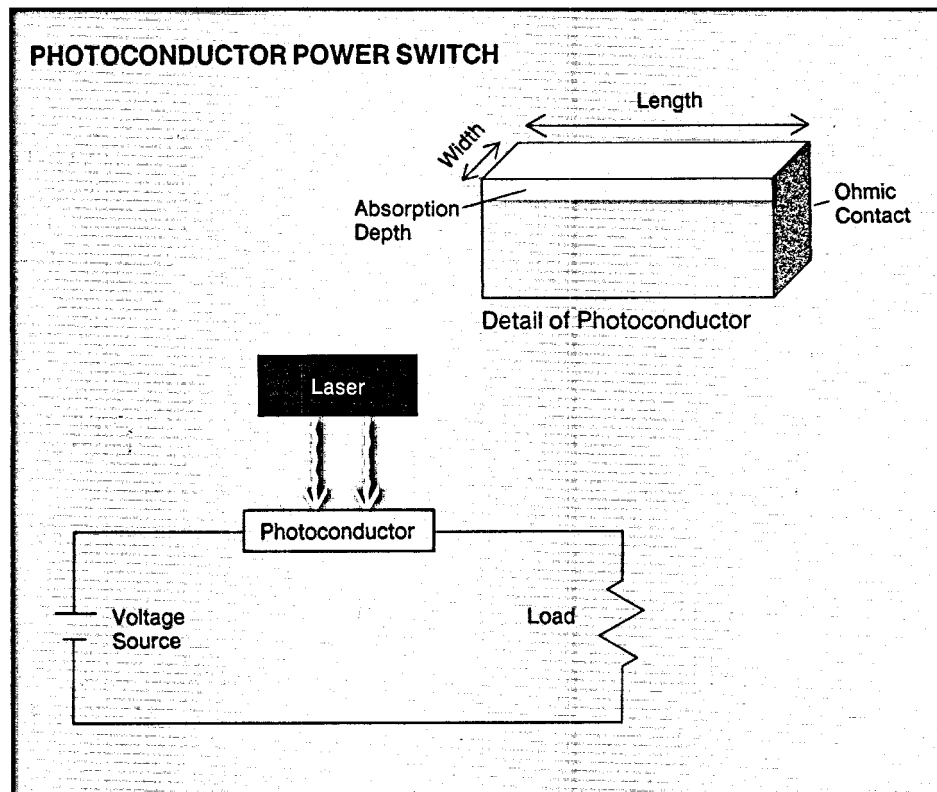 PHOTOCONDUCTOR POWER SWITCH
Length
Width
Absorption
Depth
Ohmic
Contact
Detail of Photoconductor
Laser
Photoconductor
Voltage
Source
Load